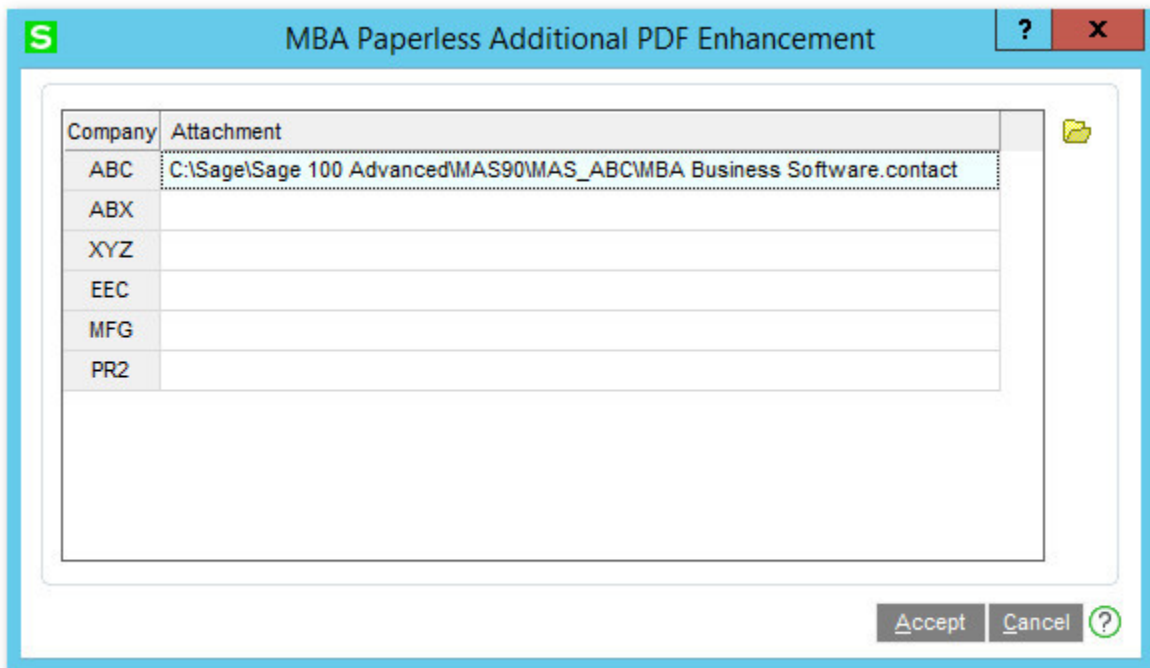 S MBA Paperless Additional PDF Enhancement ? x
Company Attachment
ABC C:\Sage\Sage 100 Advanced\MAS90\MAS_ABC\MBA Business Software.contact
ABX
XYZ
EEC
MFG
PR2
Accept Cancel ?